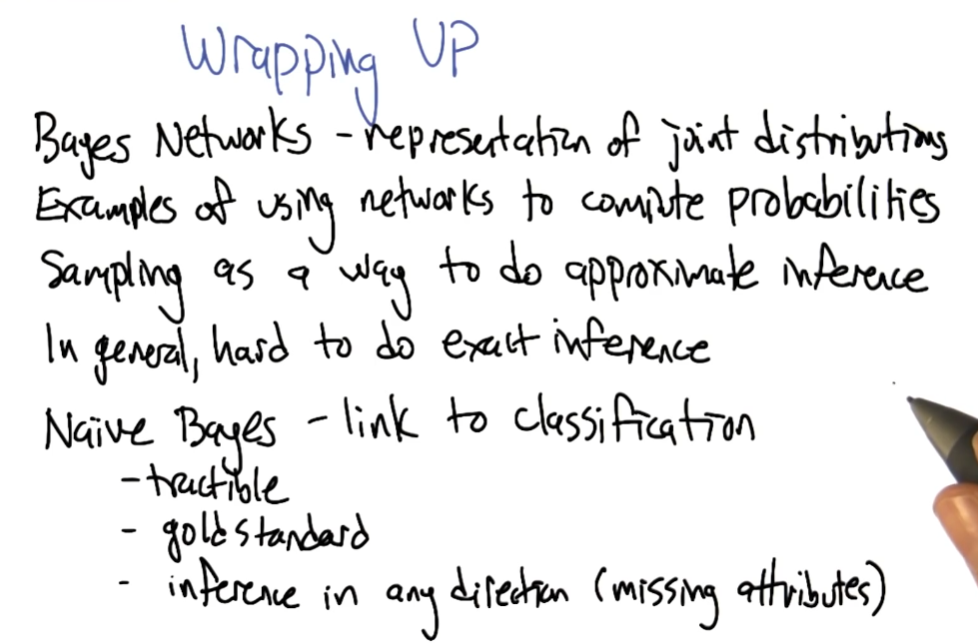 Wrapping UP
Bayes Networks - representation of joint distributions
Examples of using networks to compute probabilities
Sampling as a way to do approximate inference
In general, hard to do exact inference
Naive Bayes - link to classification
- tractible
- gold standard
- inference in any direction (missing attributes)